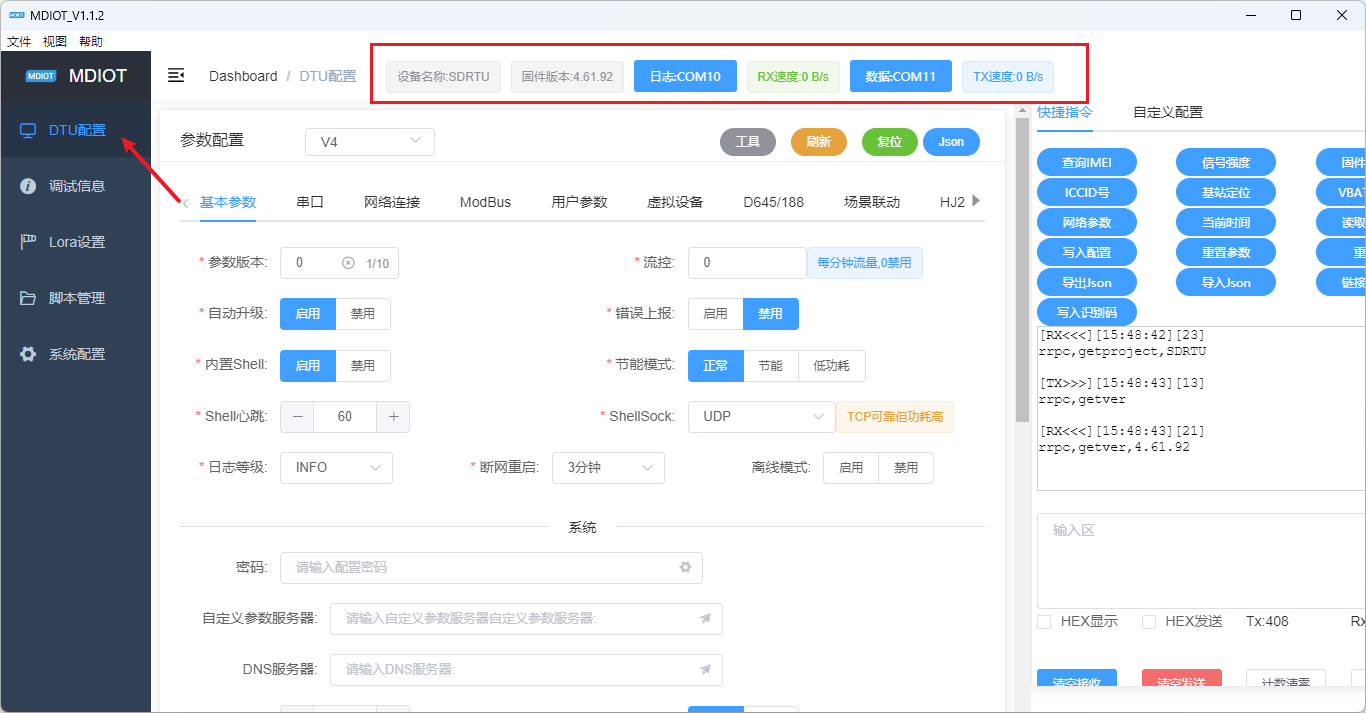 MDIOT_V1.1.2
文件 视图 帮助
MDIOT MDIOT
Dashboard / DTU配置
设备名称:SDRTU 固件版本:4.61.92 日志:COM10 RX速度:0 B/s 数据:COM11 TX速度:0 B/s
DTU配置
调试信息
Lora设置
脚本管理
系统配置
参数配置 V4 工具 刷新 复位 Json
基本参数 串口 网络连接 ModBus 用户参数 虚拟设备 D645/188 场景联动 HJ2
* 参数版本: 0 1/10 * 流控: 0 每分钟流量,0禁用
* 自动升级: 启用 禁用 * 错误上报: 启用 禁用
* 内置Shell: 启用 禁用 * 节能模式: 正常 节能 低功耗
* Shell心跳: 60 * ShellSock: UDP TCP可靠但功耗高
* 日志等级: INFO * 断网重启: 3分钟 离线模式: 启用 禁用
系统
密码: 请输入配置密码
自定义参数服务器: 请输入自定义参数服务器自定义参数服务器:
DNS服务器: 请输入DNS服务器:
快捷指令 自定义配置
查询IMEI 信号强度 固件
ICCID号 基站定位 VBAT
网络参数 当前时间 读取
写入配置 重置参数 重
导出Json 导入Json 链接
写入识别码
[RX<<<][15:48:42][23]
rrpc,getproject,SDRTU
[TX>>>][15:48:43][13]
rrpc,getver
[RX<<<][15:48:43][21]
rrpc,getver,4.61.92
输入区
HEX显示 HEX发送 Tx:408 Rx
清空接收 清空发送 计数清零